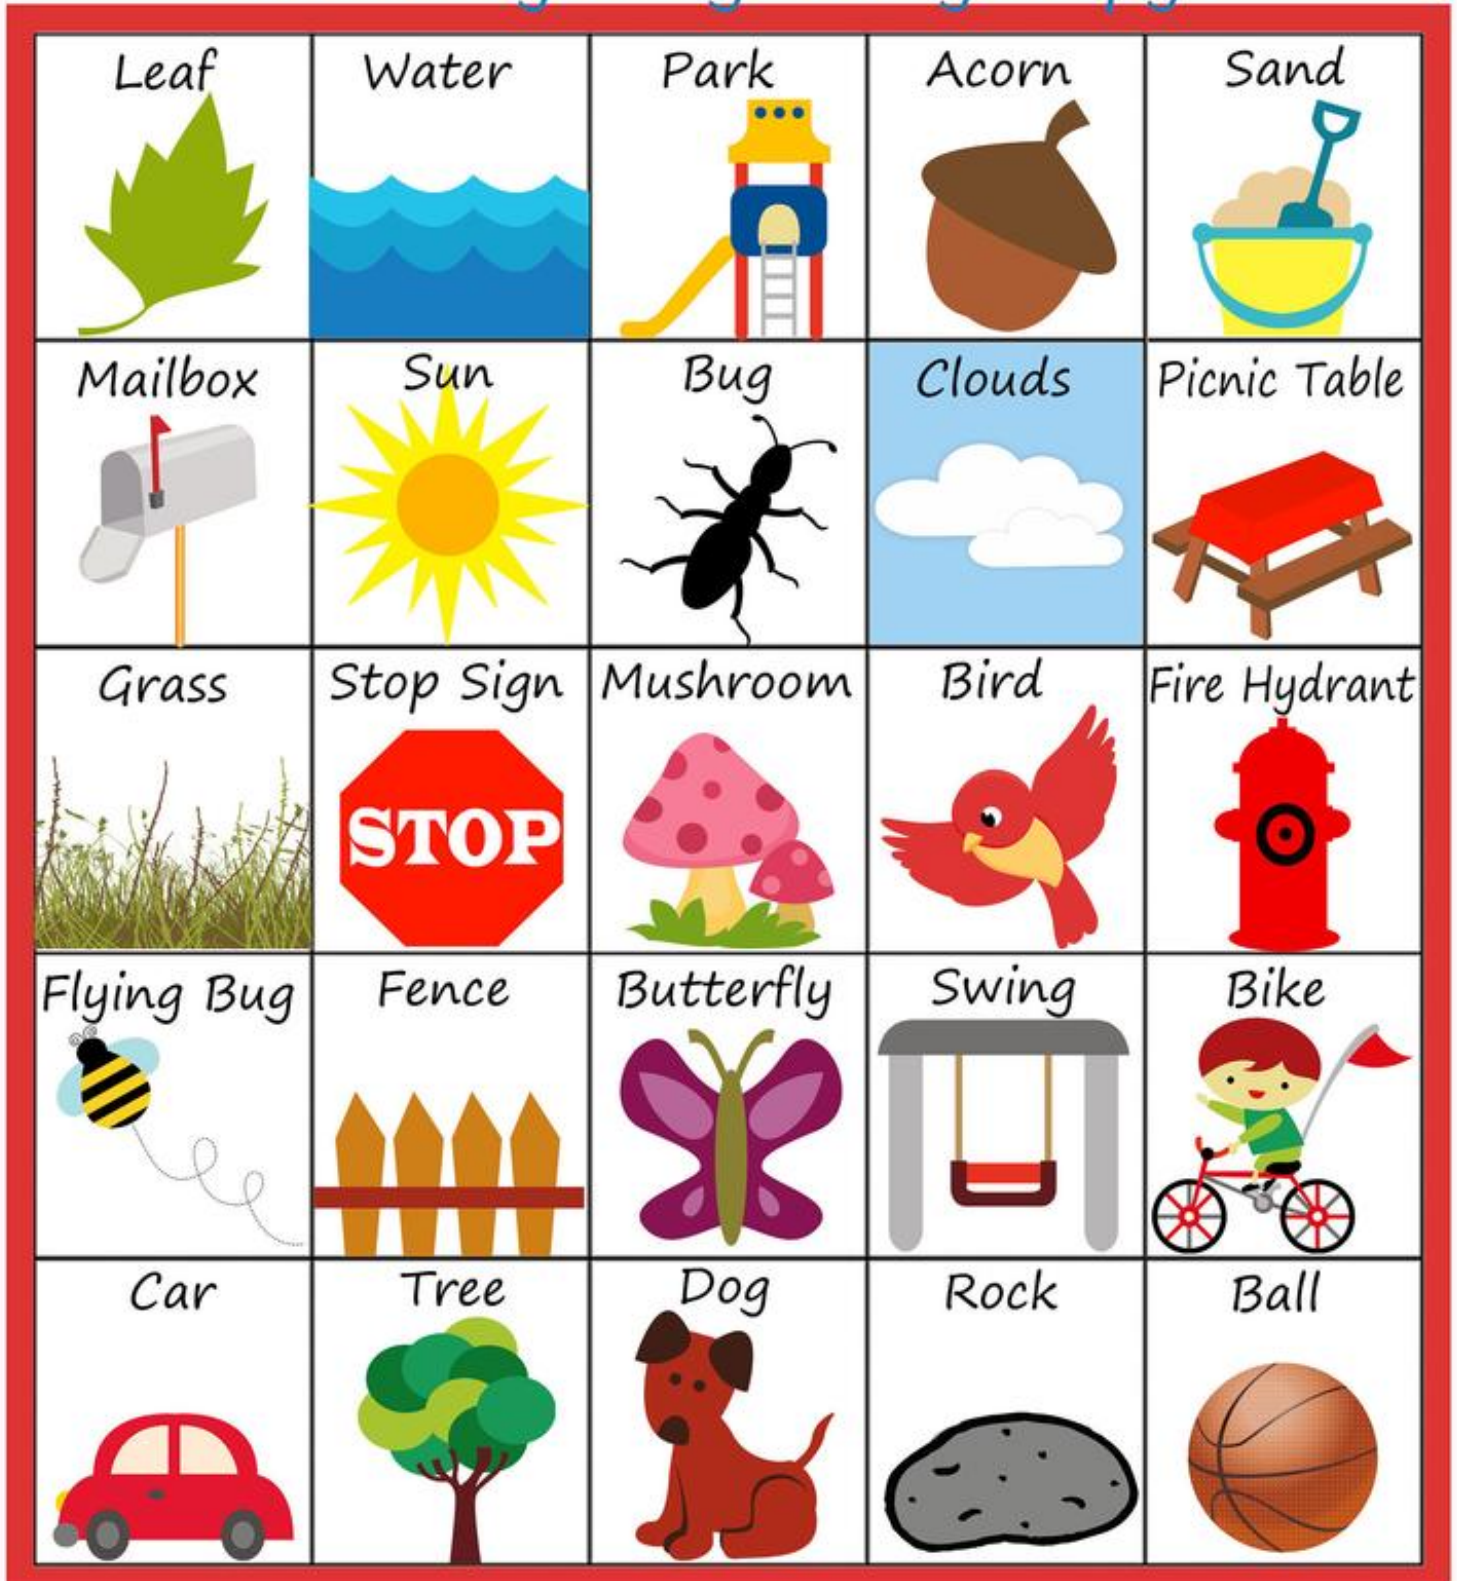 Leaf
Water
Park
Acorn
Sand
Mailbox
Sun
Bug
Clouds
Picnic Table
Grass
Stop Sign
STOP
Mushroom
Bird
Fire Hydrant
Flying Bug
Fence
Butterfly
Swing
Bike
Car
Tree
Dog
Rock
Ball